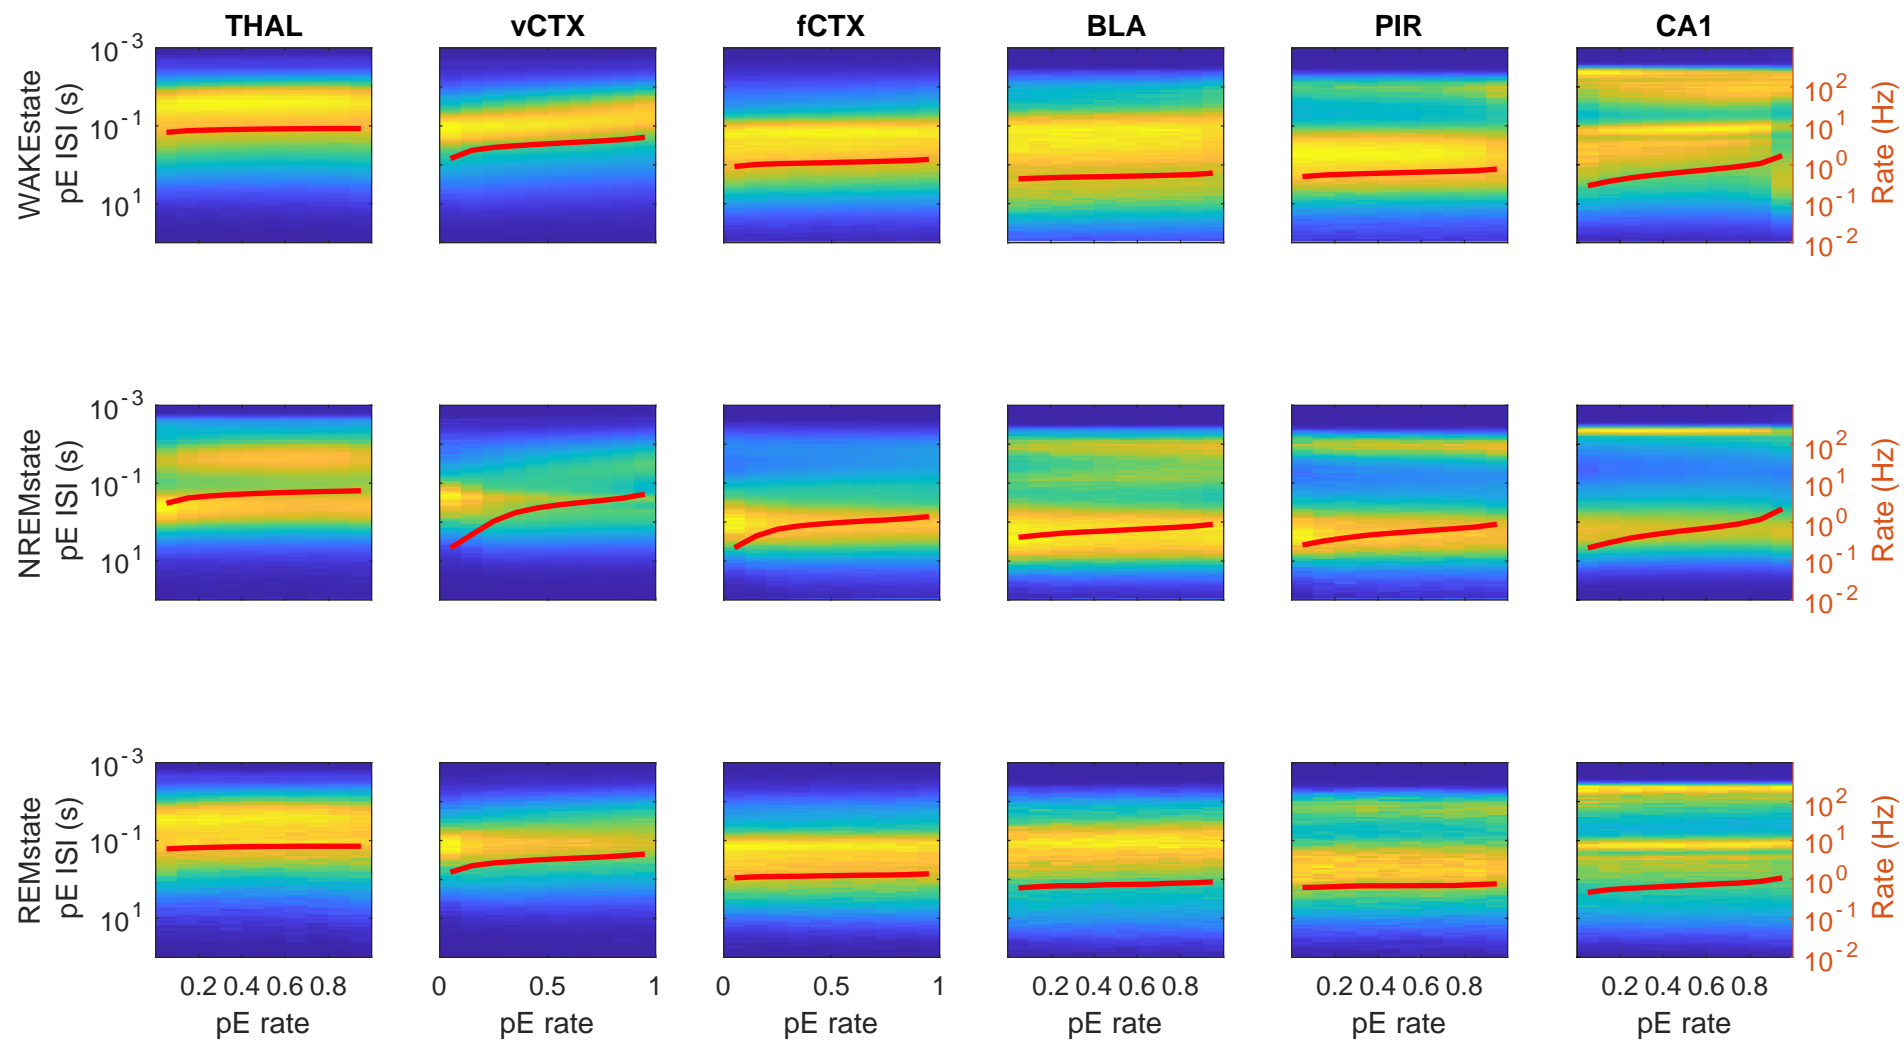 THAL vCTX fCTX BLA PIR CA1
WAKEstate
pE ISI (s)
10^-3
10^-1
10^1
10^2
10^1
10^0
10^-1
10^-2
Rate (Hz)
NREMstate
pE ISI (s)
10^-3
10^-1
10^1
10^2
10^1
10^0
10^-1
10^-2
Rate (Hz)
REMstate
pE ISI (s)
10^-3
10^-1
10^1
10^2
10^1
10^0
10^-1
10^-2
Rate (Hz)
0.2 0.4 0.6 0.8 0 0.5 1 0 0.5 1 0.2 0.4 0.6 0.8 0.2 0.4 0.6 0.8 0.2 0.4 0.6 0.8
pE rate pE rate pE rate pE rate pE rate pE rate